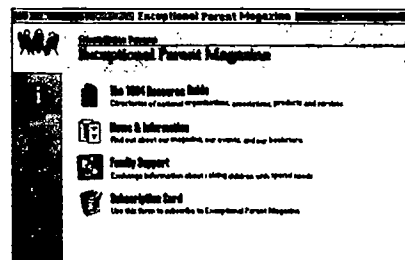 Exceptional Parent Magazine
Exceptional Parent Magazine
The 1994 Resource Guide
Directories of national organizations, associations, products and services
News & Information
Find out about our magazine, our events, and our bookstore
Family Support
Exchange information about raising children with special needs
Subscription Card
Use this form to subscribe to Exceptional Parent Magazine